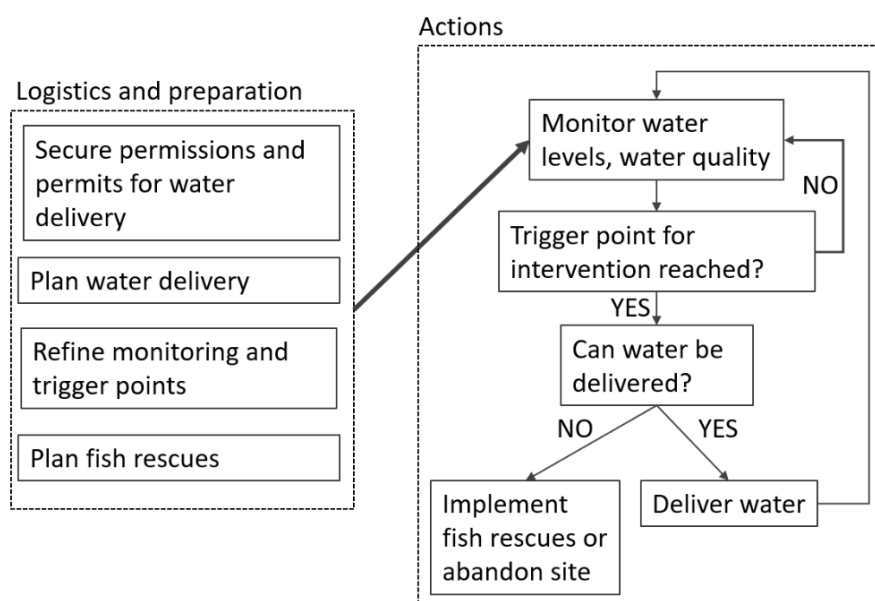 Actions
Logistics and preparation
Secure permissions and
permits for water
delivery
Plan water delivery
Refine monitoring and
trigger points
Plan fish rescues
Monitor water
levels, water quality
NO
Trigger point for
intervention reached?
YES
Can water be
delivered?
NO
YES
Implement
fish rescues or
abandon site
Deliver water